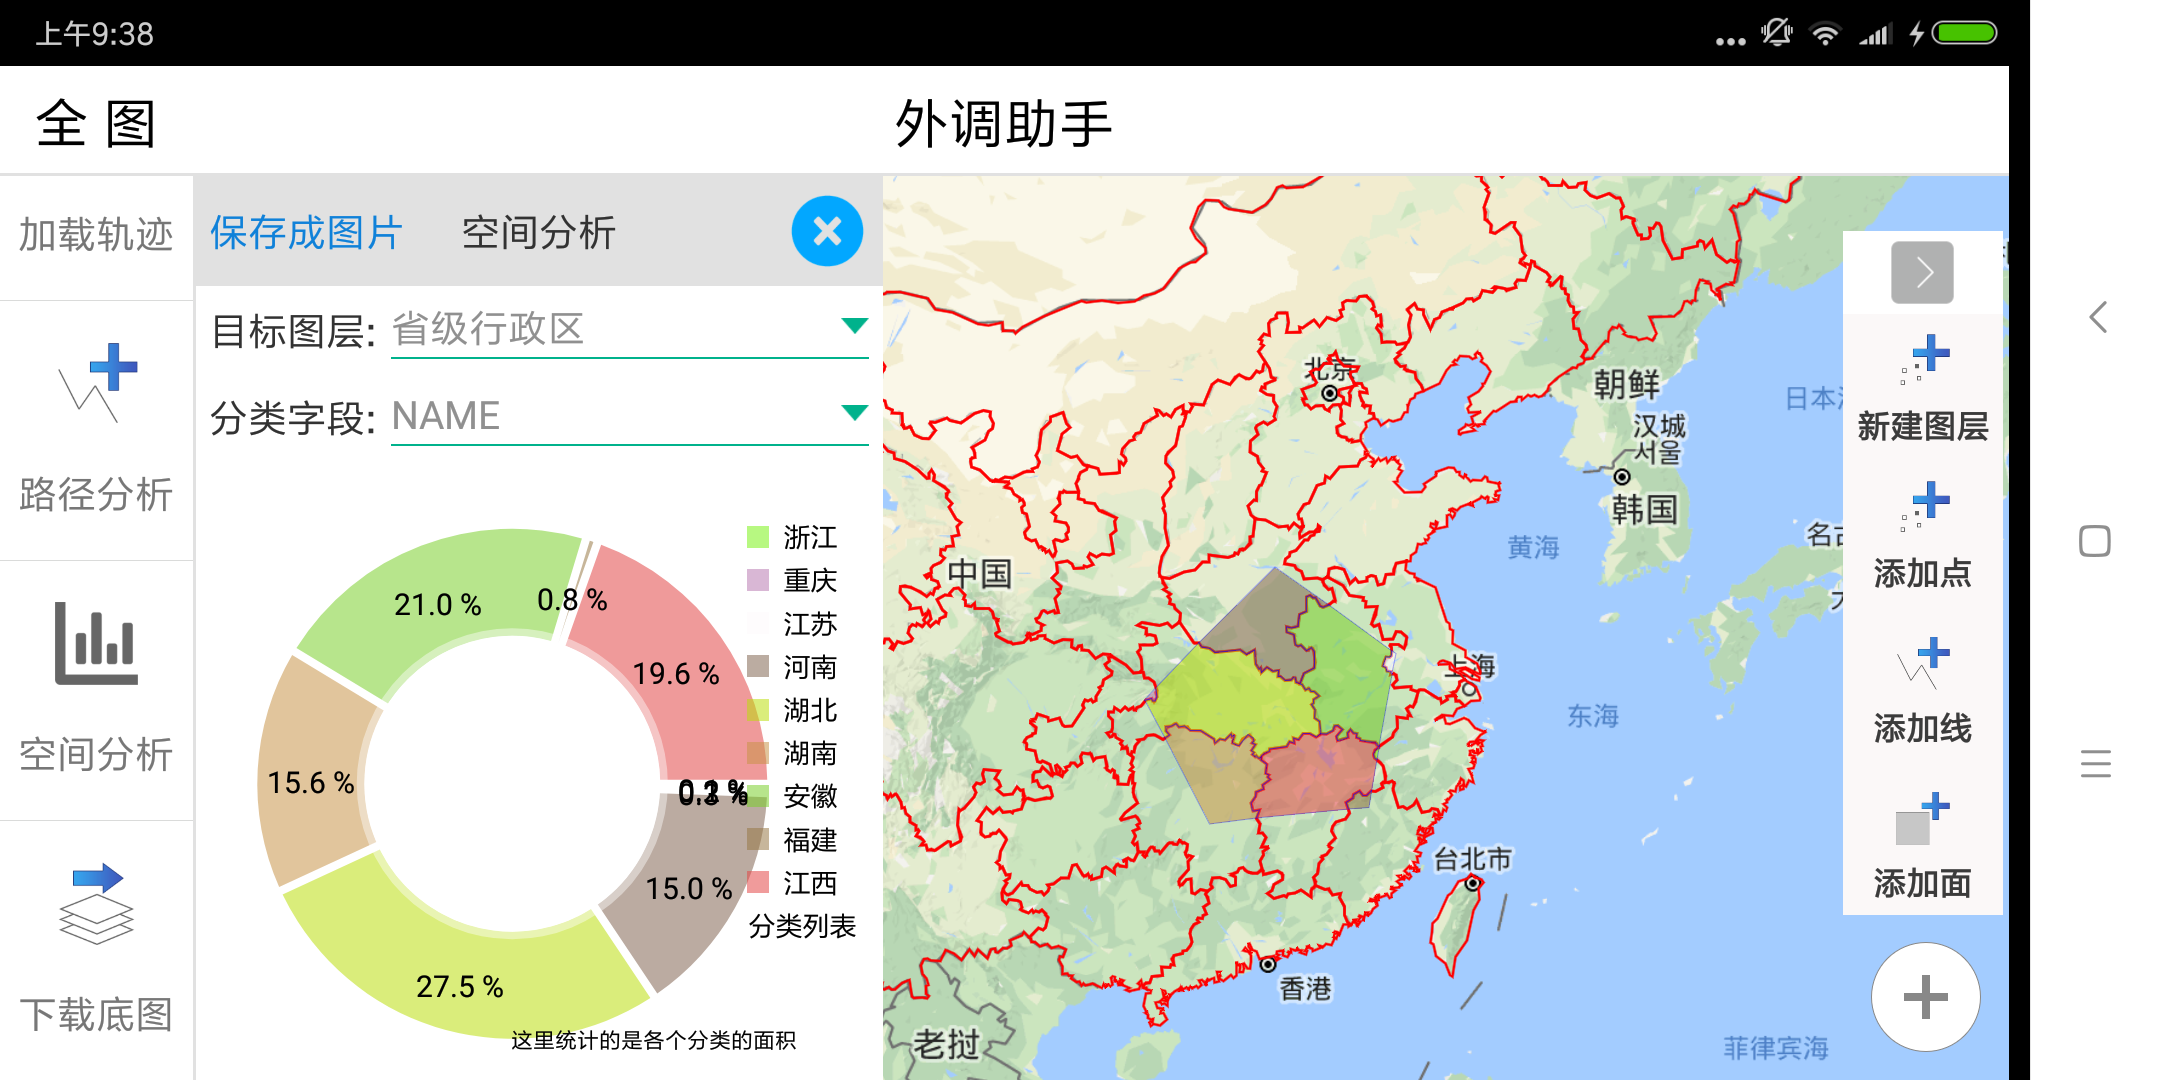 上午9:38
全 图
外调助手
加载轨迹
路径分析
空间分析
下载底图
保存成图片
空间分析
目标图层:
省级行政区
分类字段:
NAME
21.0 %
0.8 %
19.6 %
15.6 %
15.0 %
27.5 %
浙江
重庆
江苏
河南
湖北
湖南
安徽
福建
江西
分类列表
这里统计的是各个分类的面积
北京
朝鲜
汉城
서울
韩国
中国
黄海
上海
东海
台北市
香港
老挝
菲律宾海
日本
名古
新建图层
添加点
添加线
添加面